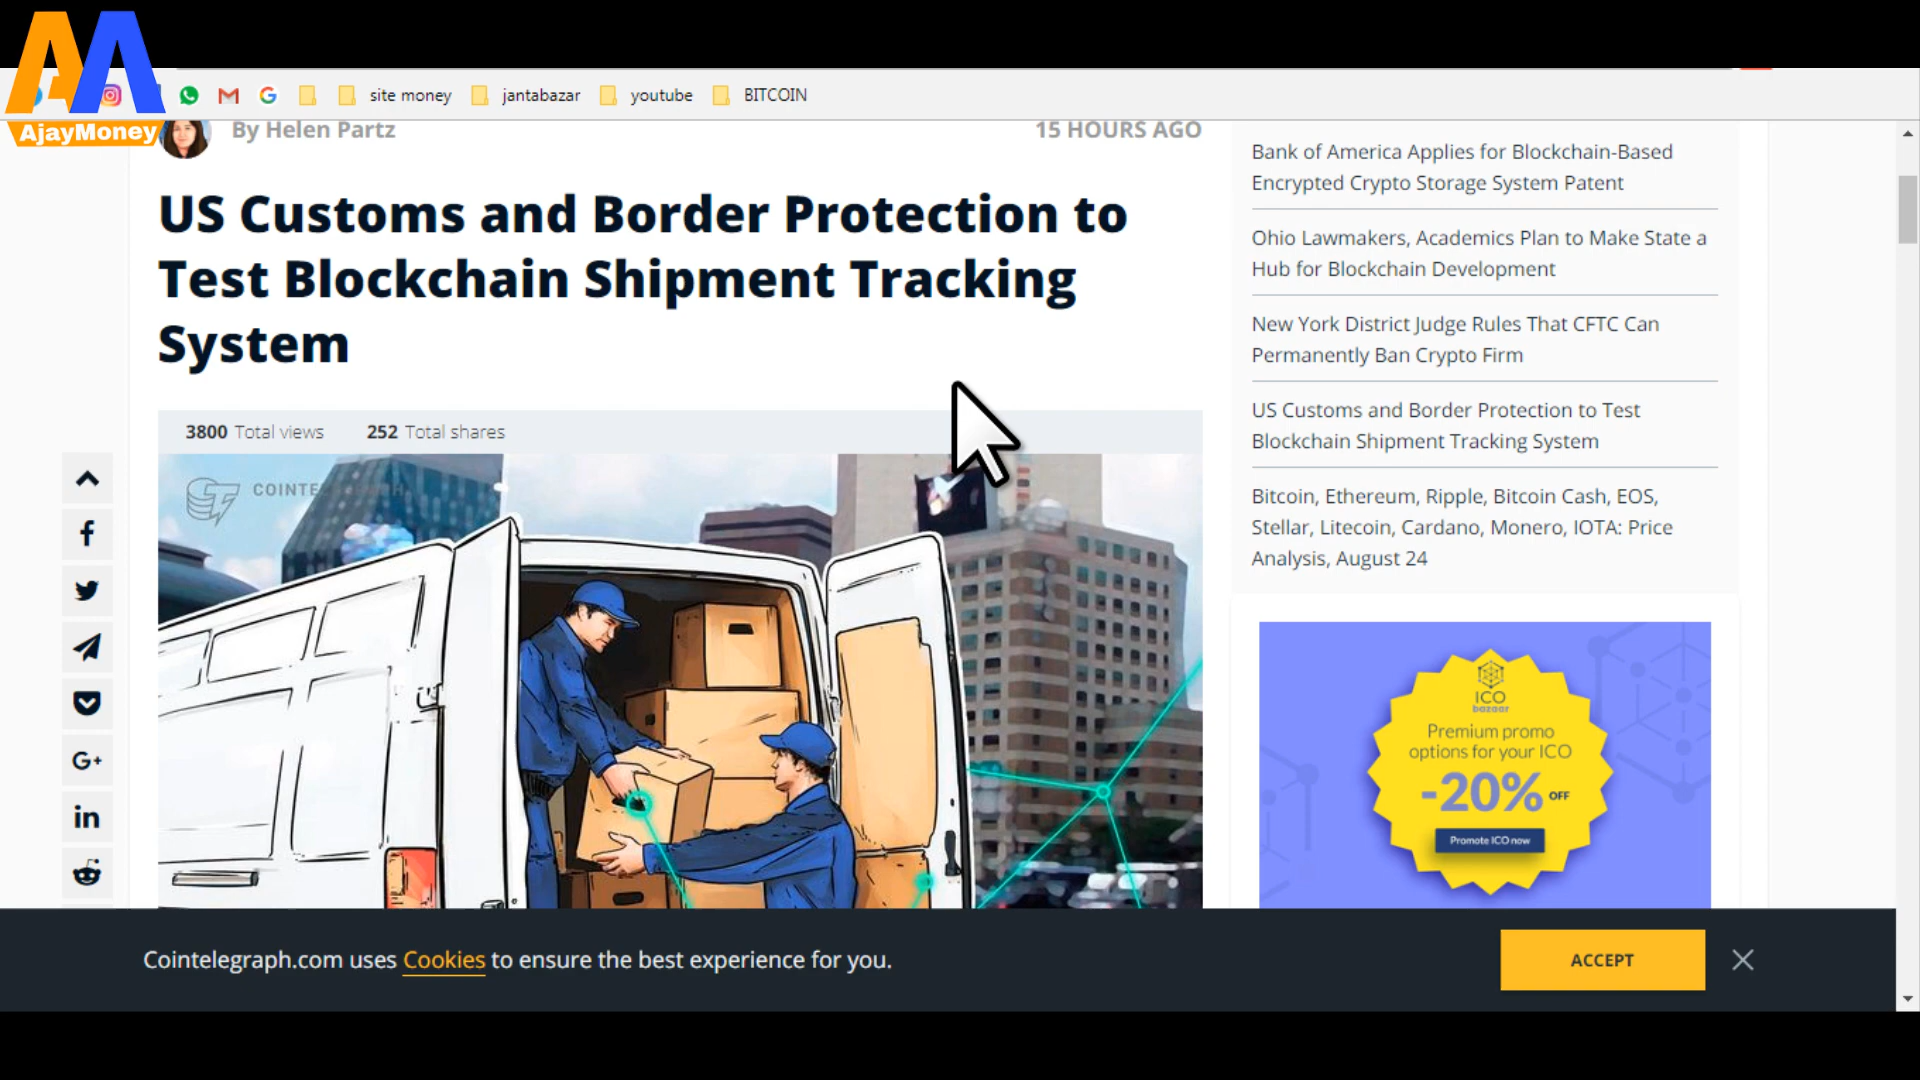 AjayMoney
site money
jantabazar
youtube
BITCOIN
By Helen Partz
15 HOURS AGO
US Customs and Border Protection to
Test Blockchain Shipment Tracking
System
3800 Total views
252 Total shares
Bank of America Applies for Blockchain-Based
Encrypted Crypto Storage System Patent
Ohio Lawmakers, Academics Plan to Make State a
Hub for Blockchain Development
New York District Judge Rules That CFTC Can
Permanently Ban Crypto Firm
US Customs and Border Protection to Test
Blockchain Shipment Tracking System
Bitcoin, Ethereum, Ripple, Bitcoin Cash, EOS,
Stellar, Litecoin, Cardano, Monero, IOTA: Price
Analysis, August 24
G+
in
ICO
bazaar
Premium promo
options for your ICO
-20% OFF
Promote ICO now
Cointelegraph.com uses Cookies to ensure the best experience for you.
ACCEPT